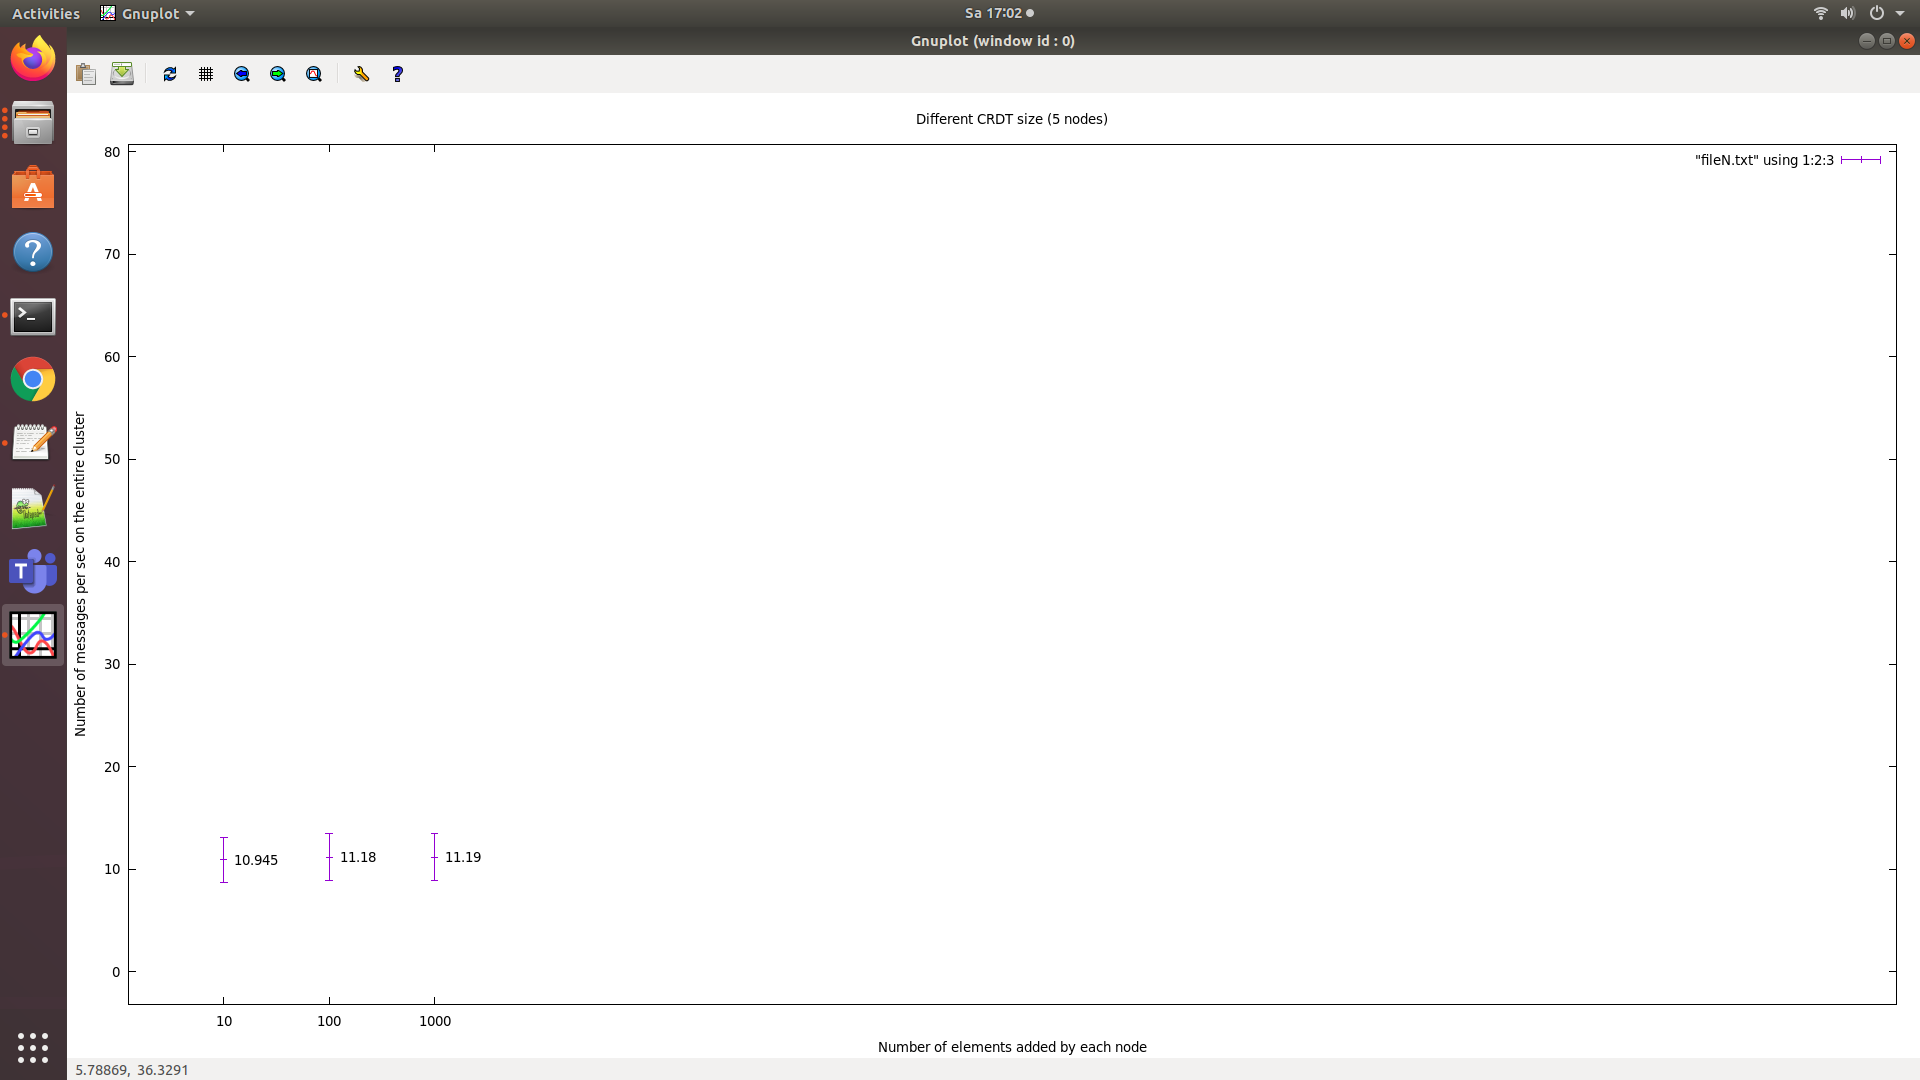 Activities Gnuplot Sa 17:02
Gnuplot (window id : 0)
Different CRDT size (5 nodes)
"fileN.txt" using 1:2:3
80
70
60
50
40
30
20
10
0
Number of messages per sec on the entire cluster
10.945
11.18
11.19
10 100 1000
Number of elements added by each node
5.78869, 36.3291